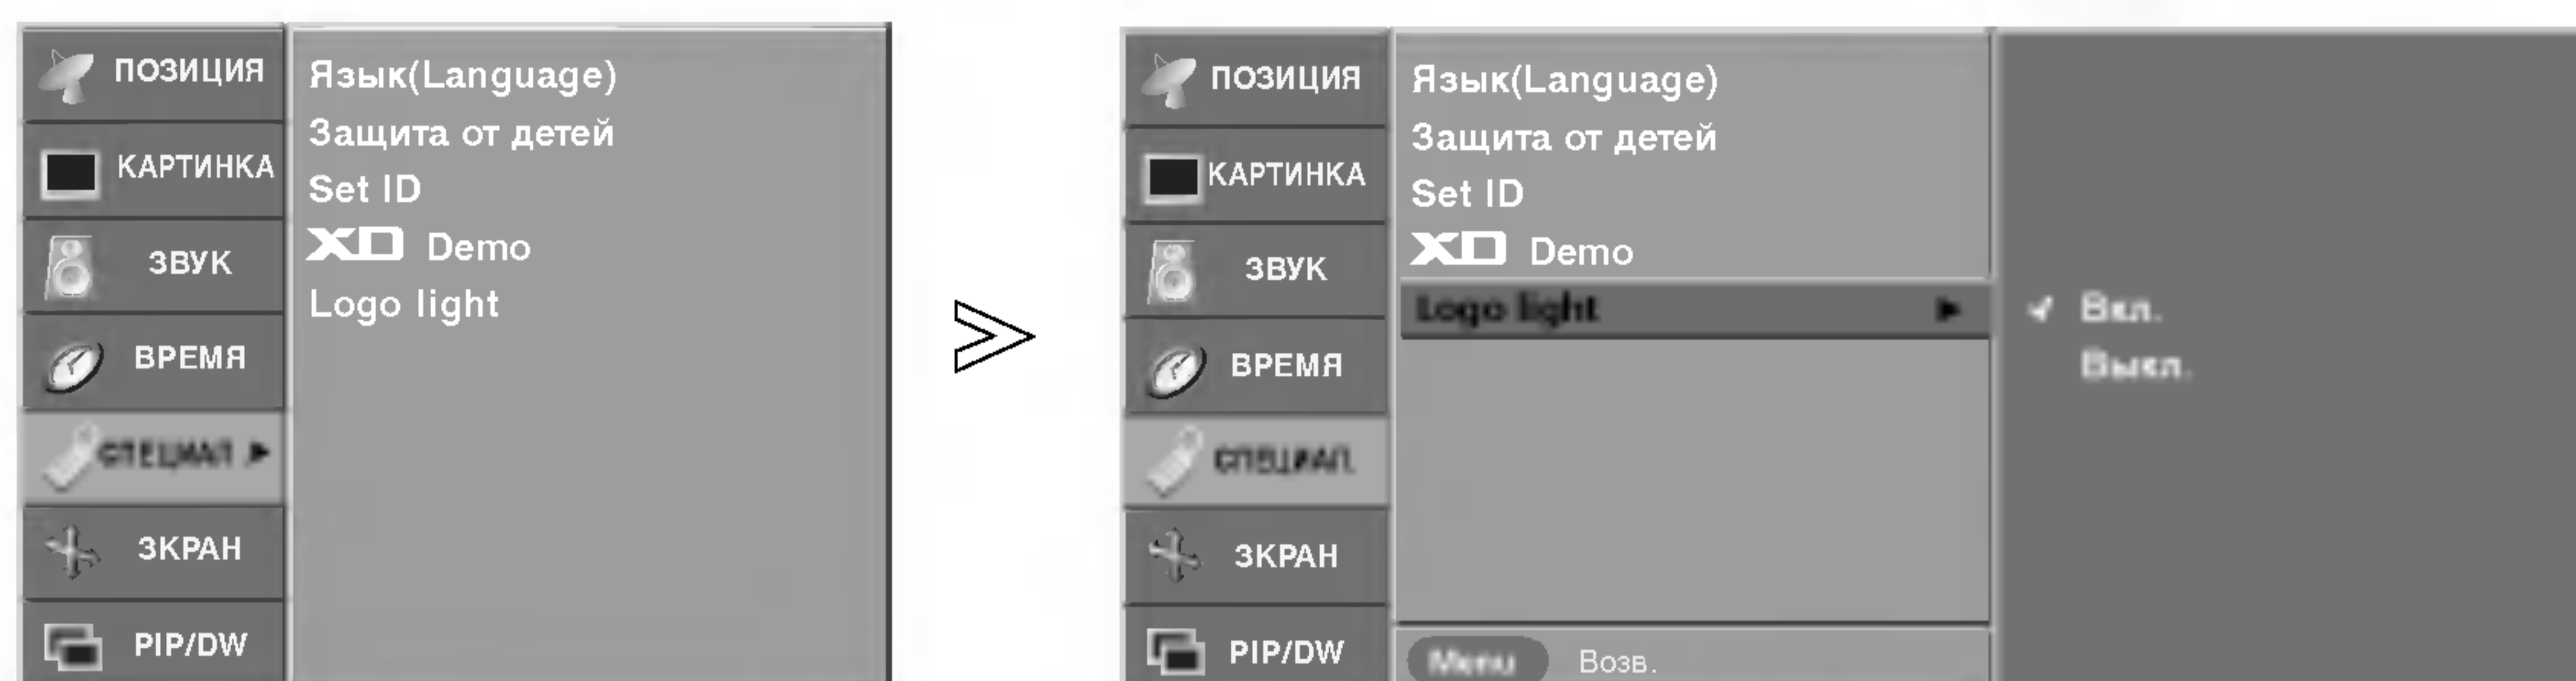 ПОЗИЦИЯ
КАРТИНКА
ЗВУК
ВРЕМЯ
СПЕЦИАЛ.
ЗКРАН
PIP/DW
Язык(Language)
Защита от детей
Set ID
XD Demo
Logo light
ПОЗИЦИЯ
КАРТИНКА
ЗВУК
ВРЕМЯ
СПЕЦИАЛ.
ЗКРАН
PIP/DW
Язык(Language)
Защита от детей
Set ID
XD Demo
Logo light
Menu Возв.
Вкл.
Выкл.